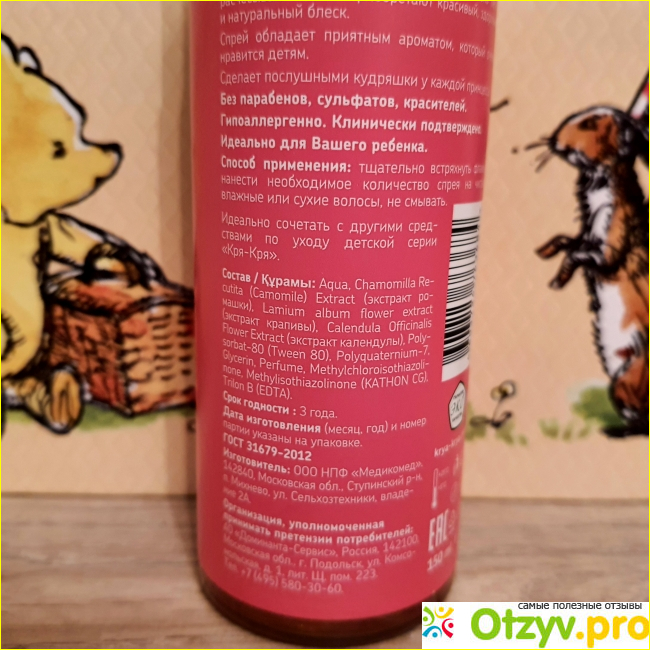 и натуральный блеск.
Спрей обладает приятным ароматом, который
нравится детям.
Сделает послушными кудряшки у каждой
Без парабенов, сульфатов, красителей.
Гипоаллергенно. Клинически подтверждено.
Идеально для Вашего ребенка.
Способ применения: тщательно встряхнуть
нанести необходимое количество спрея на
влажные или сухие волосы, не смывать.
Идеально сочетать с другими сред-
ствами по уходу детской серии
«Кря-Кря».
Состав / Құрамы: Aqua, Chamomilla Re-
cutita (Camomile) Extract (экстракт ро-
машки), Lamium album flower extract
(экстракт крапивы), Calendula Officinalis
Flower Extract (экстракт календулы), Poly-
sorbat-80 (Tween 80), Polyquaternium-7,
Glycerin, Perfume, Methylchloroisothiazoli-
none, Methylisothiazolinone (KATHON CG),
Trilon B (EDTA).
Срок годности : 3 года.
Дата изготовления (месяц, год) и номер
партии указаны на упаковке.
ГОСТ 31679-2012
Изготовитель: ООО НПФ «Медикомед»,
142840, Московская обл., Ступинский р-н,
п. Михнево, ул. Сельхозтехники, владе-
ние 2А.
Организация, уполномоченная
принимать претензии потребителей:
АО «Доминанта-Сервис», Россия, 142100,
Московская обл., г. Подольск, ул. Комсо-
мольская, д. 1, лит. Щ, пом. 223.
Тел.: +7 (495) 580-30-60.
EAC
150
самые полезные отзывы
Otzyv.pro